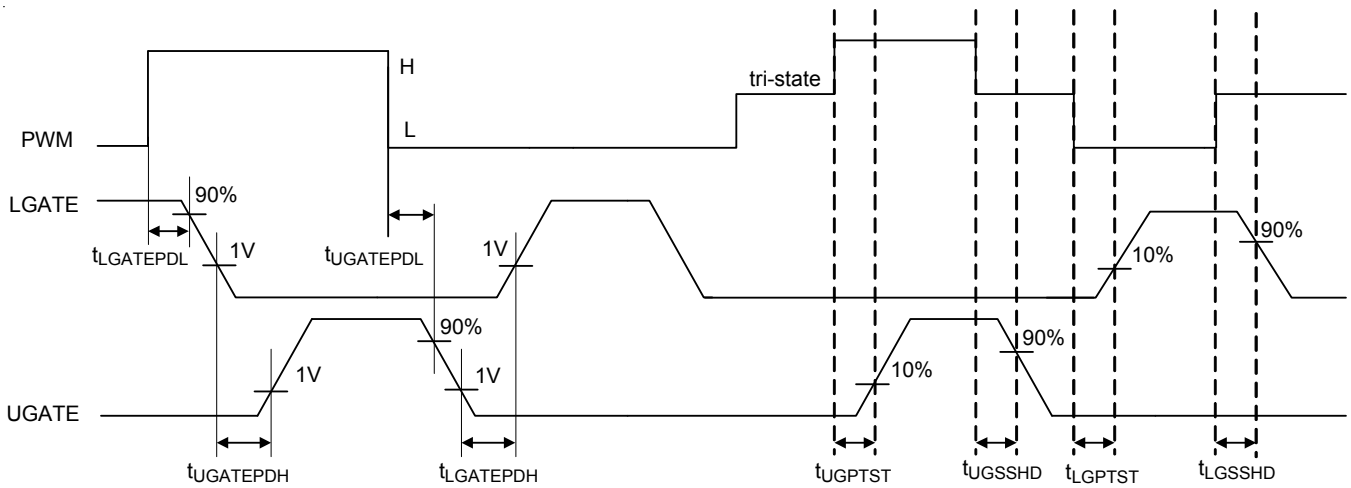 H
tri-state
L
PWM
LGATE
90%
tLGATEPDL
1V
tUGATEPDL
1V
10%
90%
90%
1V
1V
10%
90%
UGATE
tUGATEPDH
tLGATEPDH
tUGPTST
tUGSSHD
tLGPTST
tLGSSHD